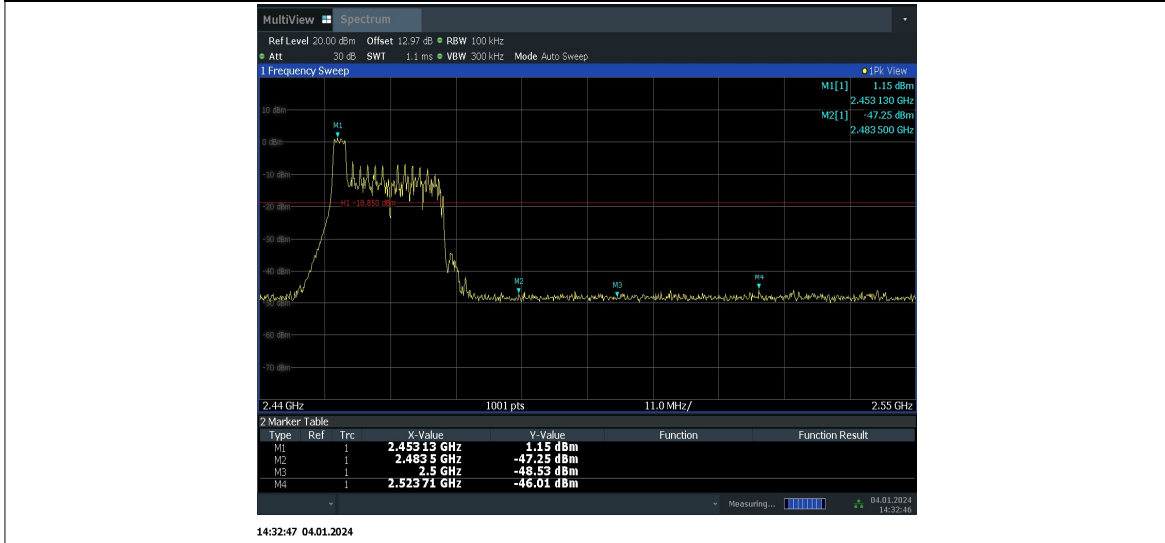 MultiView Spectrum
Ref Level 20.00 dBm Offset 12.97 dB RBW 100 kHz
Att 30 dB SWT 1.1 ms VBW 300 kHz Mode Auto Sweep
1 Frequency Sweep 1Pk View
M1[1] 1.15 dBm
2.453 130 GHz
M2[1] -47.25 dBm
2.483 500 GHz
10 dBm
M1
0 dBm
-10 dBm
H1 -18.850 dBm
-20 dBm
-30 dBm
-40 dBm
M2 M3 M4
-50 dBm
-60 dBm
-70 dBm
2.44 GHz 1001 pts 11.0 MHz/ 2.55 GHz
2 Marker Table
Type Ref Trc X-Value Y-Value Function Function Result
M1 1 2.453 13 GHz 1.15 dBm
M2 1 2.483 5 GHz -47.25 dBm
M3 1 2.5 GHz -48.53 dBm
M4 1 2.523 71 GHz -46.01 dBm
Measuring... 04.01.2024
14:32:46
14:32:47 04.01.2024